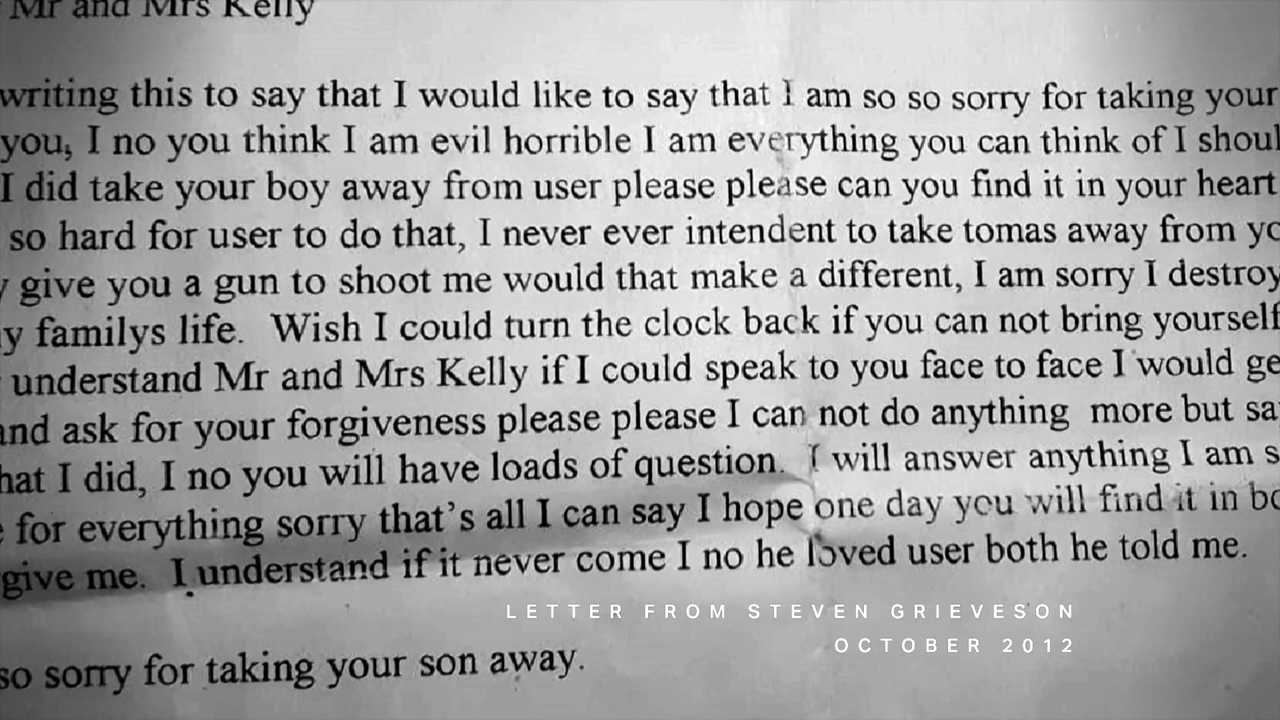 Mr and Mrs Kelly
writing this to say that I would like to say that I am so so sorry for taking your
you, I no you think I am evil horrible I am everything you can think of I shoul
I did take your boy away from user please please can you find it in your heart
so hard for user to do that, I never ever intendent to take tomas away from yo
y give you a gun to shoot me would that make a different, I am sorry I destroy
y familys life. Wish I could turn the clock back if you can not bring yourself
understand Mr and Mrs Kelly if I could speak to you face to face I would ge
and ask for your forgiveness please please I can not do anything more but sa
hat I did, I no you will have loads of question. I will answer anything I am s
e for everything sorry that's all I can say I hope one day you will find it in bo
give me. I understand if it never come I no he loved user both he told me.
LETTER FROM STEVEN GRIEVESON
OCTOBER 2012
so sorry for taking your son away.